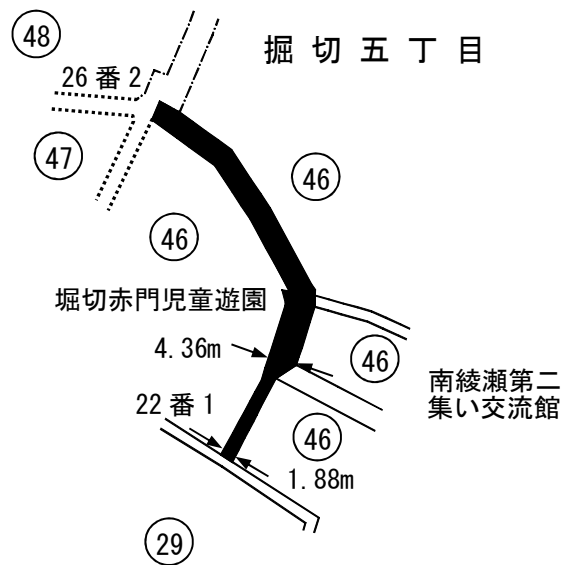 ㊽
掘切五丁目
26番2
㊼
㊻
㊻
堀切赤門児童遊園
4.36m
㊻
南綾瀬第二
集い交流館
22番1
㊻
1.88m
㉙